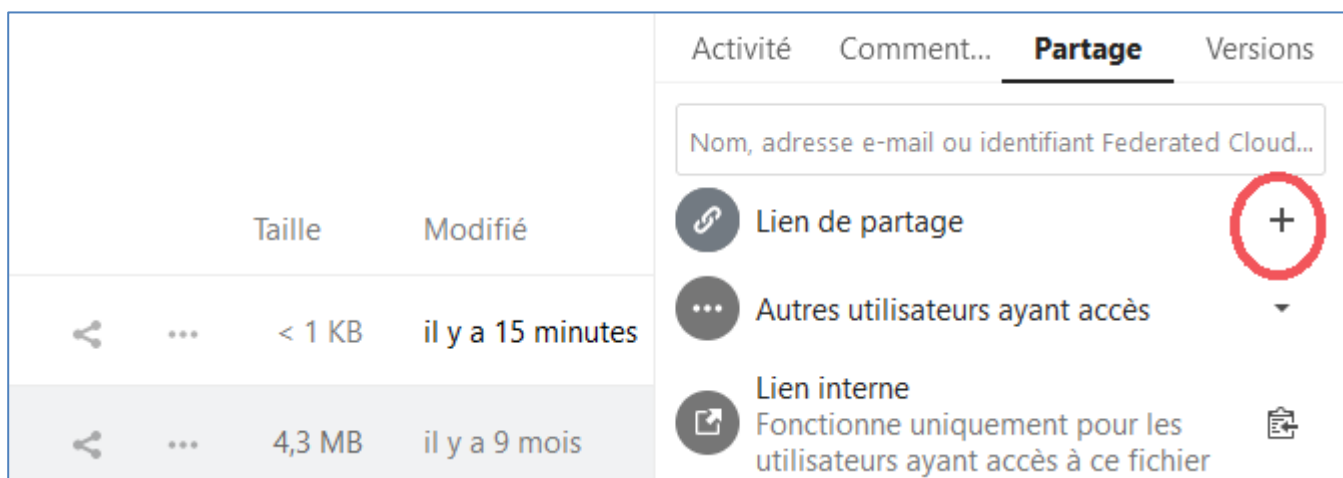 Activité Comment... Partage Versions
Nom, adresse e-mail ou identifiant Federated Cloud...
Lien de partage
Taille Modifié
Autres utilisateurs ayant accès
< 1 KB il y a 15 minutes
Lien interne
Fonctionne uniquement pour les
utilisateurs ayant accès à ce fichier
4,3 MB il y a 9 mois